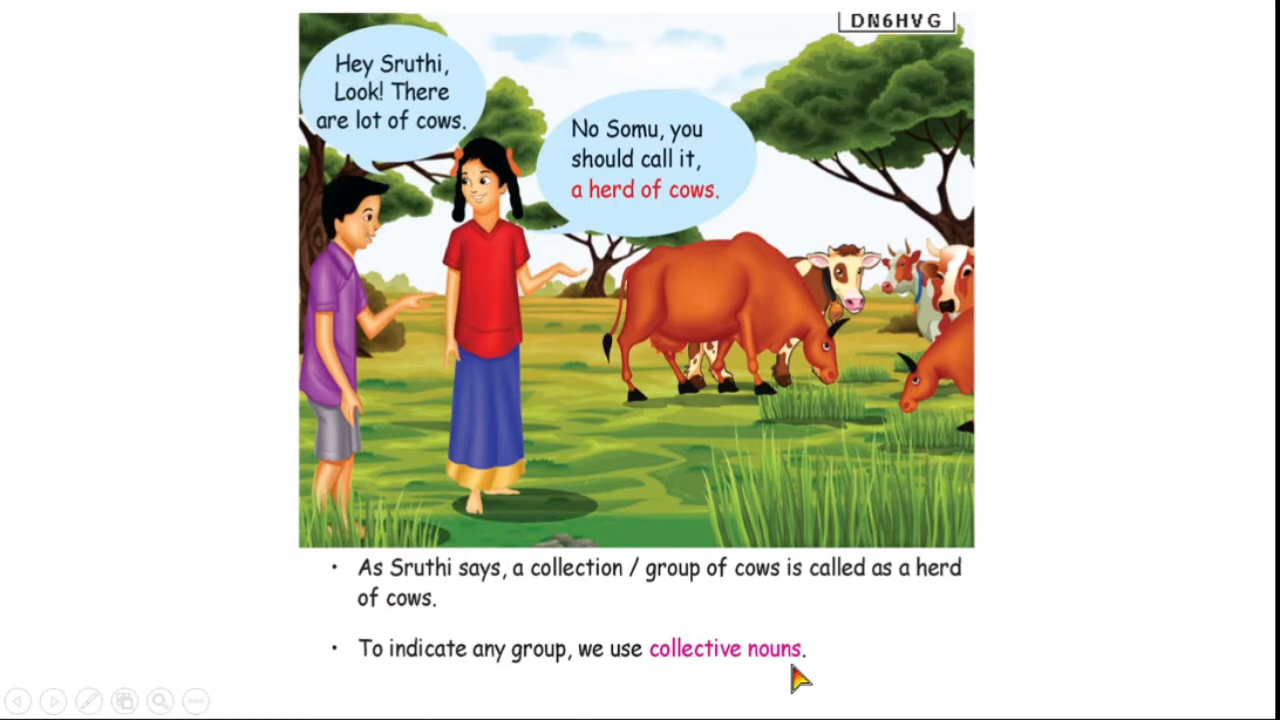 DN6HVG
Hey Sruthi,
Look! There
are lot of cows.
No Somu, you
should call it,
a herd of cows.
• As Sruthi says, a collection / group of cows is called as a herd
of cows.
• To indicate any group, we use collective nouns.